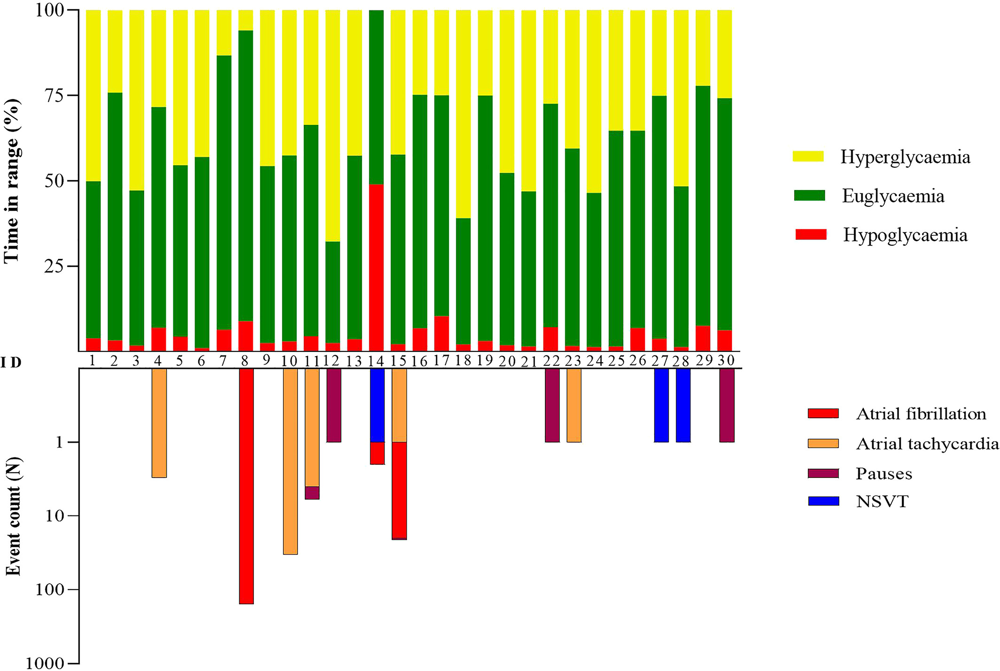 100
75
50
25
Time in range (%)
Hyperglycaemia
Euglycaemia
Hypoglycaemia
ID 1 2 3 4 5 6 7 8 9 10 11 12 13 14 15 16 17 18 19 20 21 22 23 24 25 26 27 28 29 30
1
10
100
1000
Event count (N)
Atrial fibrillation
Atrial tachycardia
Pauses
NSVT